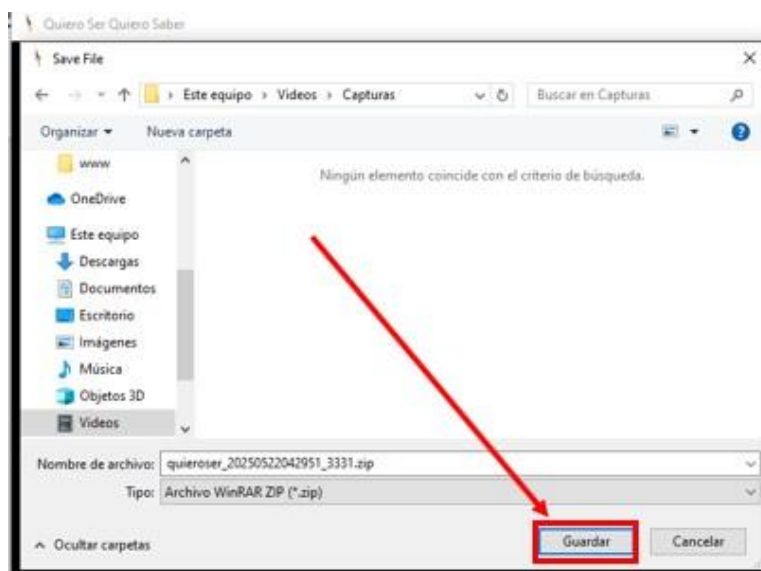 Quiero Ser Quiero Saber
Save File
Este equipo > Videos > Capturas
Buscar en Capturas
Organizar
Nueva carpeta
www
Ningún elemento coincide con el criterio de búsqueda.
OneDrive
Este equipo
Descargas
Documentos
Escritorio
Imágenes
Música
Objetos 3D
Videos
Nombre de archivo: quieroser_20250522042951_3331.zip
Tipo: Archivo WinRAR ZIP (*.zip)
Ocultar carpetas
Guardar
Cancelar